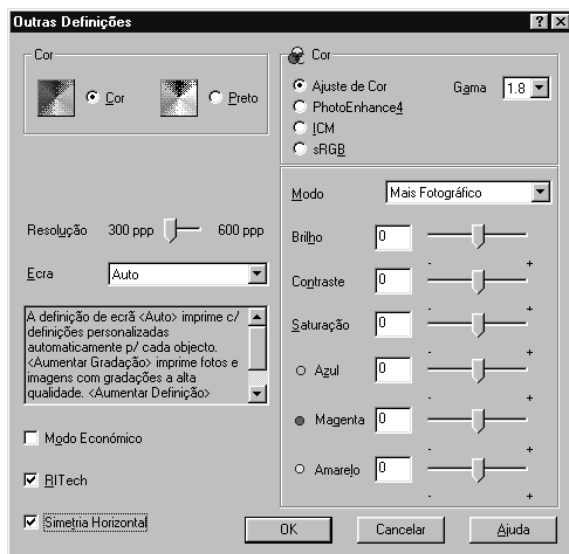 Outras Definições
Cor
Cor
Preto
Resolução 300 ppp 600 ppp
Ecra Auto
A definição de ecrã <Auto> imprime c/
definições personalizadas
automaticamente p/ cada objecto.
<Aumentar Gradação> imprime fotos e
imagens com gradações a alta
qualidade. <Aumentar Definição>
Modo Económico
RITech
Simetria Horizontal
Cor
Ajuste de Cor
Gama 1.8
PhotoEnhance4
ICM
sRGB
Modo Mais Fotográfico
Brilho 0
- +
Contraste 0
- +
Saturação 0
- +
Azul 0
- +
Magenta 0
- +
Amarelo 0
- +
OK
Cancelar
Ajuda